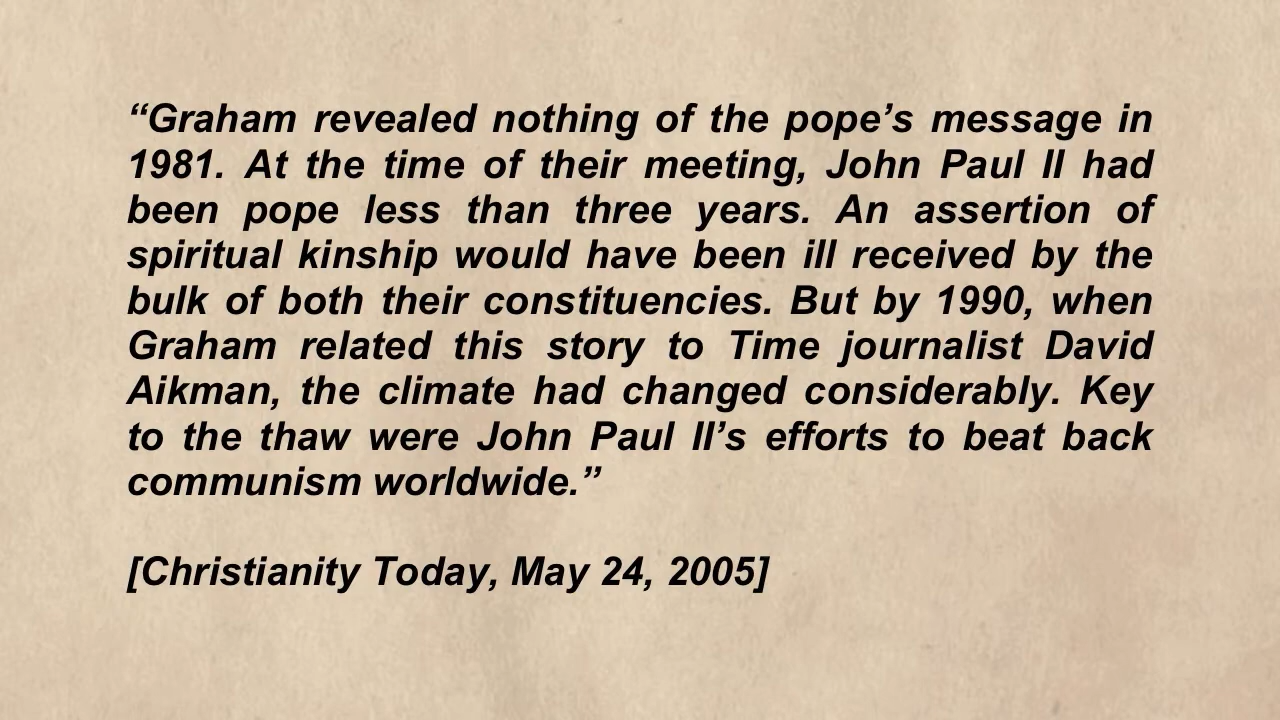 “Graham revealed nothing of the pope’s message in
1981. At the time of their meeting, John Paul II had
been pope less than three years. An assertion of
spiritual kinship would have been ill received by the
bulk of both their constituencies. But by 1990, when
Graham related this story to Time journalist David
Aikman, the climate had changed considerably. Key
to the thaw were John Paul II’s efforts to beat back
communism worldwide.”
[Christianity Today, May 24, 2005]